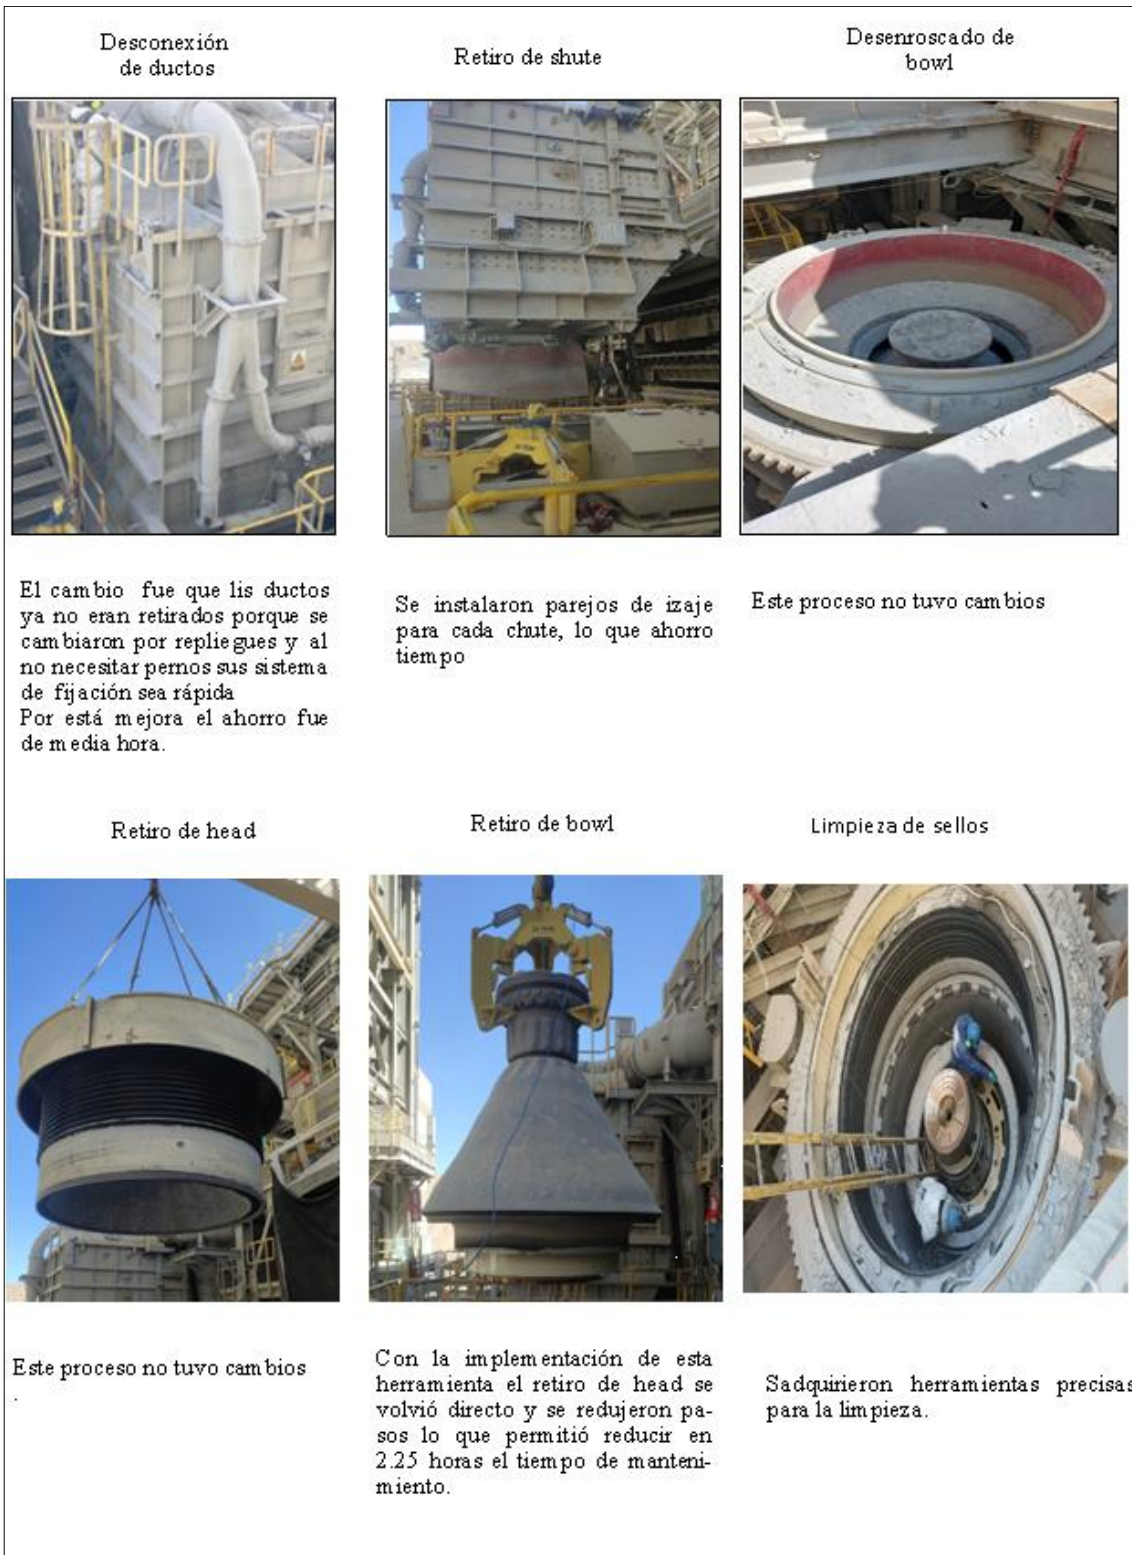 Desconexión
de ductos
Retiro de shute
Desenroscado de
bowl
El cambio fue que lis ductos
ya no eran retirados porque se
cambiaron por repliegues y al
no necesitar pernos sus sistema
de fijación sea rápida
Por está mejora el ahorro fue
de media hora.
Se instalaron parejos de izaje
para cada chute, lo que ahorro
tiempo
Este proceso no tuvo cambios
Retiro de head
Retiro de bowl
Limpieza de sellos
Este proceso no tuvo cambios
.
Con la implementación de esta
herramienta el retiro de head se
volvió directo y se redujeron pa-
sos lo que permitió reducir en
2.25 horas el tiempo de manteni-
miento.
Sadquirieron herramientas precisas
para la limpieza.